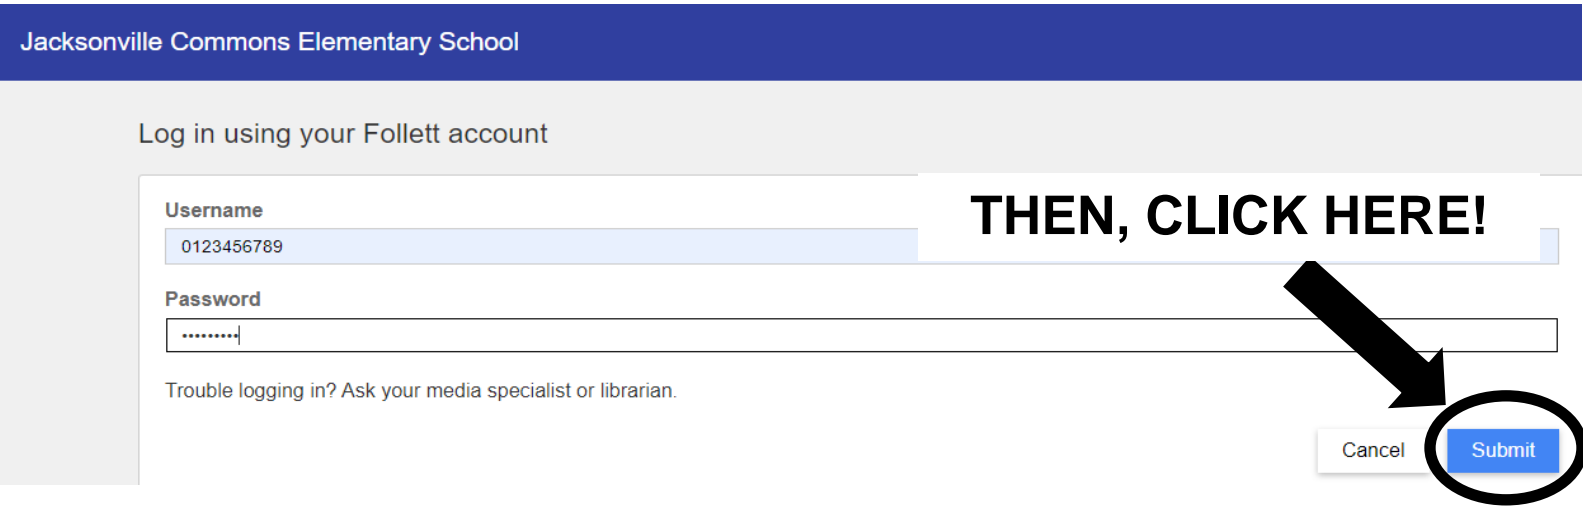 Jacksonville Commons Elementary School
Log in using your Follett account
THEN, CLICK HERE!
Username
0123456789
Password
•••••••••
Trouble logging in? Ask your media specialist or librarian.
Cancel Submit